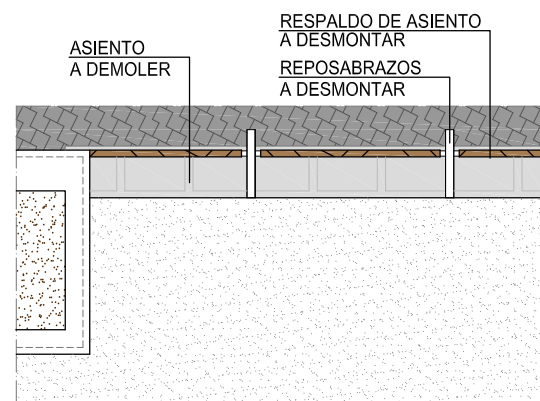 ASIENTO
A DEMOLER
RESPALDO DE ASIENTO
A DESMONTAR
REPOSABRAZOS
A DESMONTAR